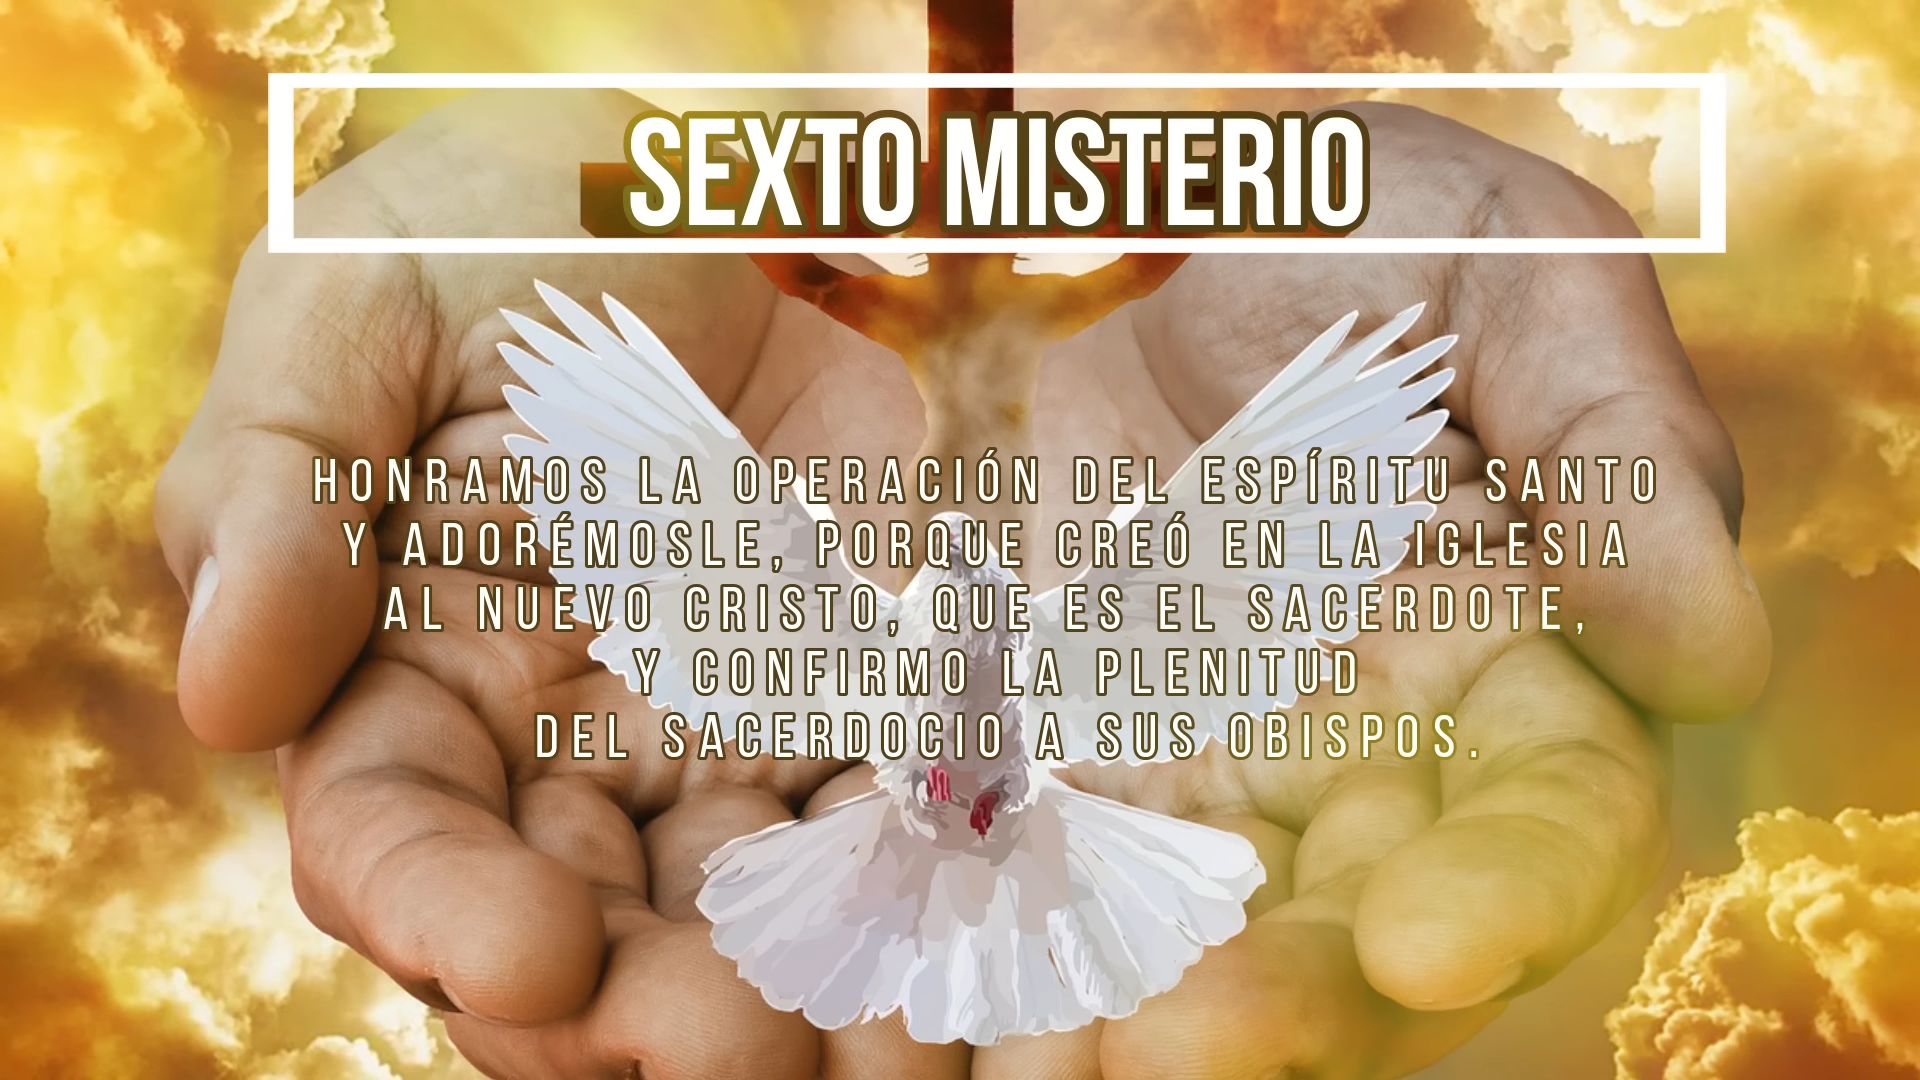 SEXTO MISTERIO
HONRAMOS LA OPERACIÓN DEL ESPÍRITU SANTO
Y ADORÉMOSLE, PORQUE CREÓ EN LA IGLESIA
AL NUEVO CRISTO, QUE ES EL SACERDOTE,
Y CONFIRMO LA PLENITUD
DEL SACERDOCIO A SUS OBISPOS.